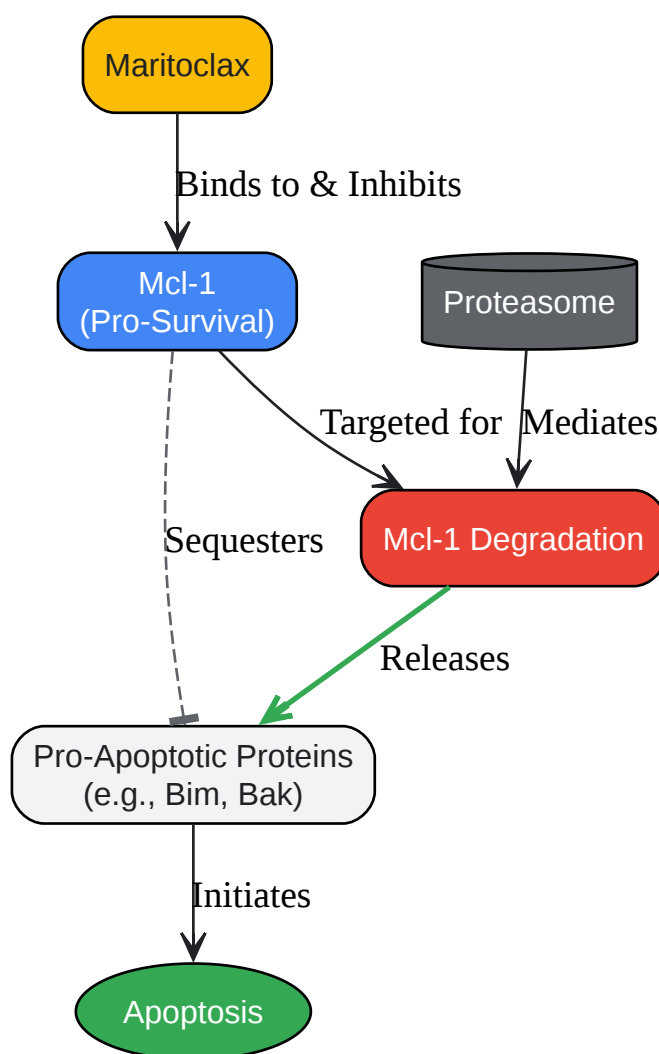 Maritoclax
Binds to & Inhibits
Mcl-1
(Pro-Survival)
Proteasome
Targeted for
Mediates
Sequesters
Mcl-1 Degradation
Releases
Pro-Apoptotic Proteins
(e.g., Bim, Bak)
Initiates
Apoptosis